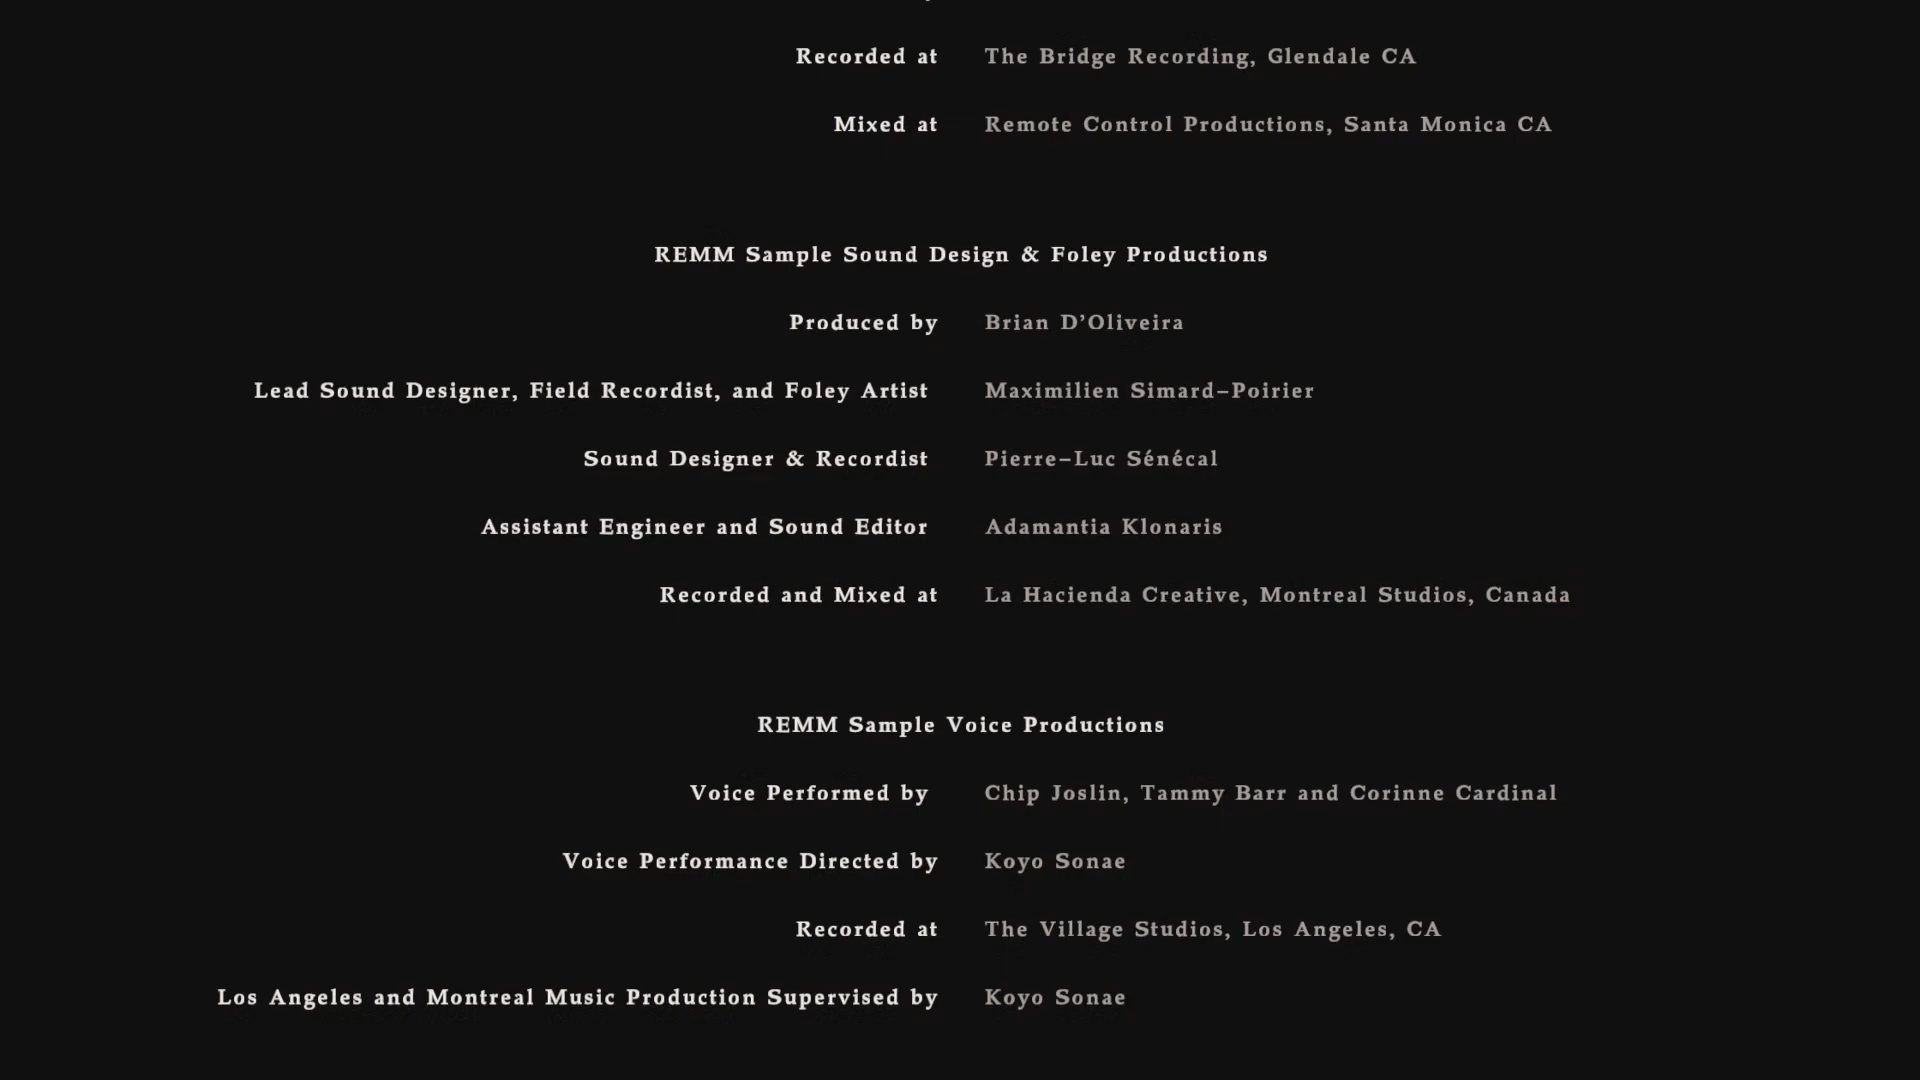 Recorded at The Bridge Recording, Glendale CA
Mixed at Remote Control Productions, Santa Monica CA
REMM Sample Sound Design & Foley Productions
Produced by Brian D’Oliveira
Lead Sound Designer, Field Recordist, and Foley Artist Maximilien Simard–Poirier
Sound Designer & Recordist Pierre–Luc Sénécal
Assistant Engineer and Sound Editor Adamantia Klonaris
Recorded and Mixed at La Hacienda Creative, Montreal Studios, Canada
REMM Sample Voice Productions
Voice Performed by Chip Joslin, Tammy Barr and Corinne Cardinal
Voice Performance Directed by Koyo Sonae
Recorded at The Village Studios, Los Angeles, CA
Los Angeles and Montreal Music Production Supervised by Koyo Sonae